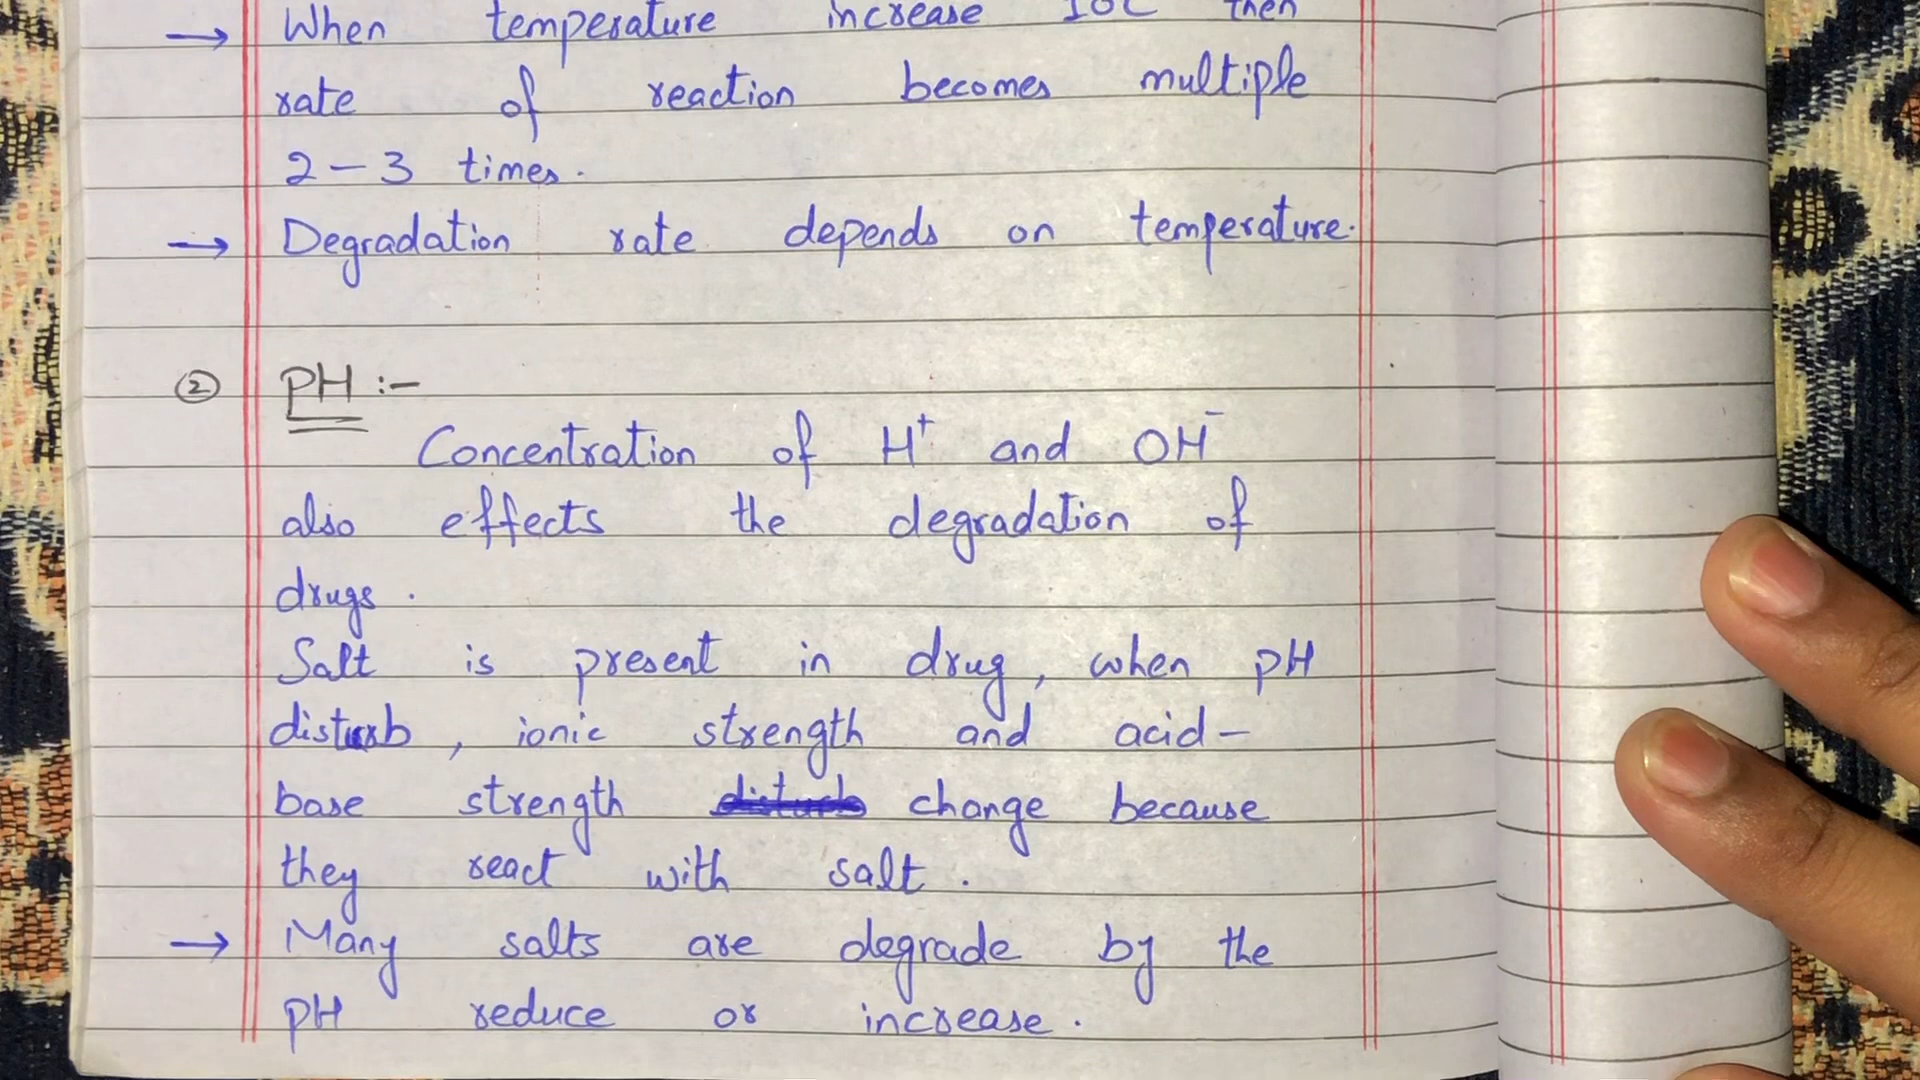 → When temperature increase 10C then
rate of reaction becomes multiple
2-3 times.
→ Degradation rate depends on temperature.
② PH :-
Concentration of H⁺ and OH⁻
also effects the degradation of
drugs.
Salt is present in drug, when pH
disturb, ionic strength and acid-
base strength change because
they react with salt.
→ Many salts are degrade by the
pH reduce or increase.